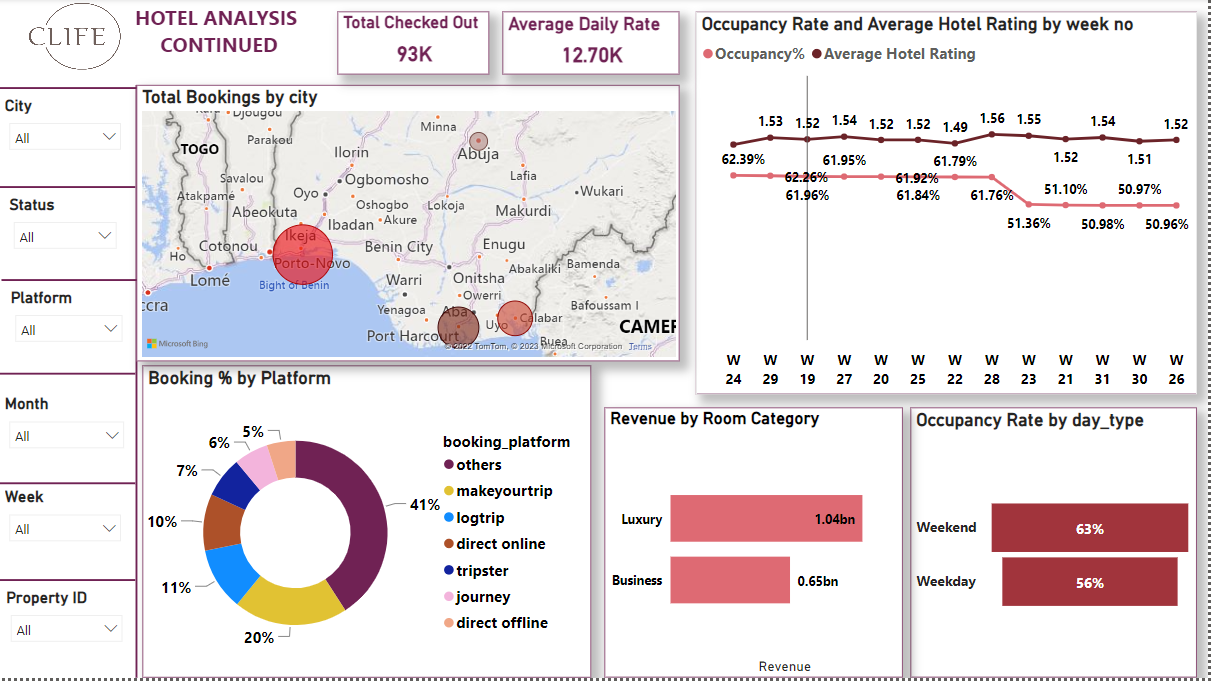 CLIFE
HOTEL ANALYSIS
CONTINUED
Total Checked Out
93K
Average Daily Rate
12.70K
City
All
Status
All
Platform
All
Month
All
Week
All
Property ID
All
Total Bookings by city
Djougou
Minna
Parakou
TOGO
Ilorin
Abuja
Savalou
Ogbomosho
Lafia
Atakpamé
Oyo
Wukari
Oshogbo
Lokoja
Abeokuta
Makurdi
Ibadan
Akure
Ikeja
Cotonou
Benin City
Enugu
Ho
Porto-Novo
Abakaliki
Bamenda
Lomé
Warri
Onitsha
Bight of Benin
Owerri
ccra
Yenagoa
Aba
Bafoussam I
Uyo
Calabar
CAMEF
Port Harcourt
Buea
Microsoft Bing
© 2022 TomTom, © 2023 Microsoft Corporation Terms
Occupancy Rate and Average Hotel Rating by week no
Occupancy% Average Hotel Rating
1.53 1.52 1.54 1.52 1.52 1.49 1.56 1.55 1.52 1.54 1.51 1.52
62.39% 62.26% 61.96% 61.95% 61.92% 61.84% 61.79% 61.76% 51.36% 51.10% 50.98% 50.97% 50.96%
W W W W W W W W W W W W W
24 29 19 27 20 25 22 28 23 21 31 30 26
Booking % by Platform
5%
6%
7%
10%
11%
20%
41%
booking_platform
others
makeyourtrip
logtrip
direct online
tripster
journey
direct offline
Revenue by Room Category
Luxury 1.04bn
Business 0.65bn
Revenue
Occupancy Rate by day_type
Weekend 63%
Weekday 56%